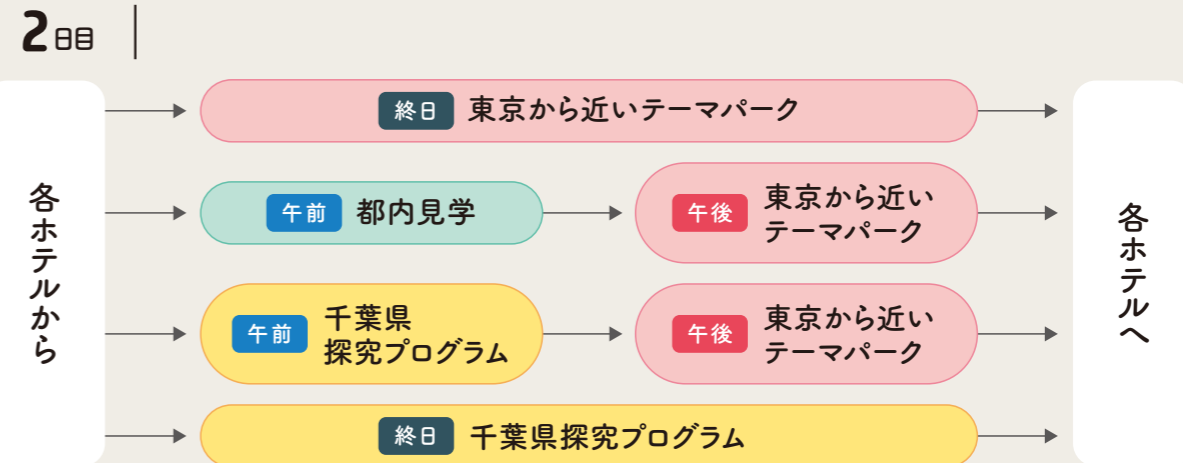 2日目
各ホテルから
終日 東京から近いテーマパーク
午前 都内見学
午後 東京から近い
テーマパーク
午前 千葉県
探究プログラム
午後 東京から近い
テーマパーク
終日 千葉県探究プログラム
各ホテルへ